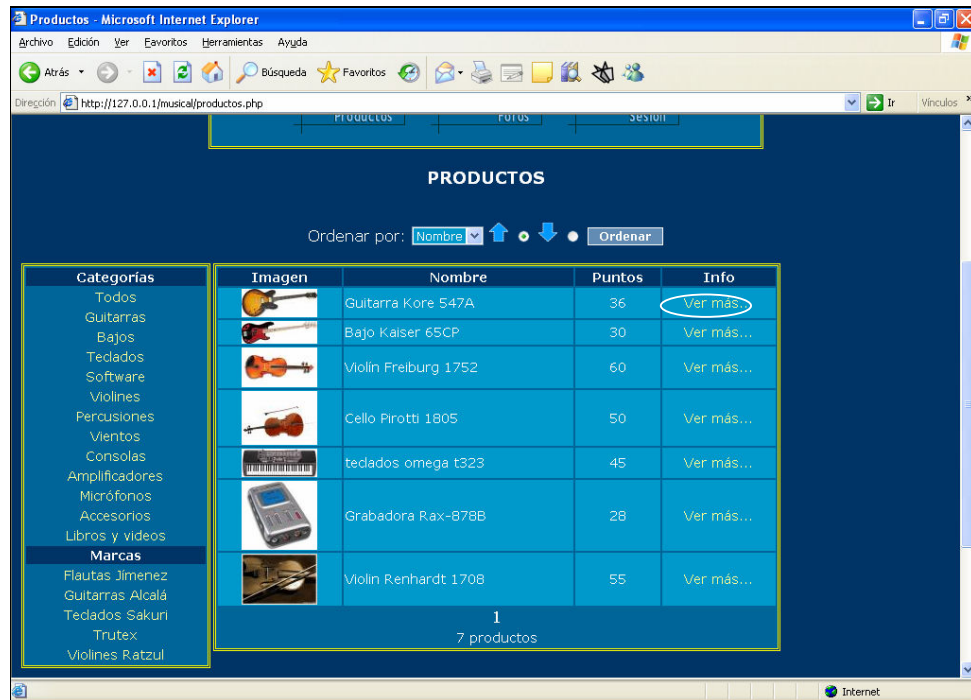 Productos - Microsoft Internet Explorer
Archivo Edición Ver Favoritos Herramientas Ayuda
Atrás Búsqueda Favoritos
Dirección http://127.0.0.1/musical/productos.php Ir Vínculos »
Productos Fotos Sesión
PRODUCTOS
Ordenar por: Nombre Ordenar
Categorías
Todos
Guitarras
Bajos
Teclados
Software
Violines
Percusiones
Vientos
Consolas
Amplificadores
Micrófonos
Accesorios
Libros y videos
Marcas
Flautas Jímenez
Guitarras Alcalá
Teclados Sakuri
Trutex
Violines Ratzul
Imagen Nombre Puntos Info
Guitarra Kore 547A 36 Ver más...
Bajo Kaiser 65CP 30 Ver más...
Violín Freiburg 1752 60 Ver más...
Cello Pirotti 1805 50 Ver más...
teclados omega t323 45 Ver más...
Grabadora Rax-878B 28 Ver más...
Violin Renhardt 1708 55 Ver más...
1
7 productos
Internet